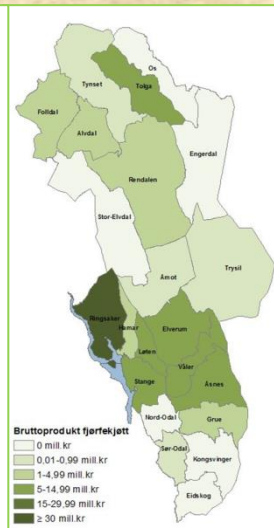 Os
Tynset
Tolga
Folldal
Alvdal
Engerdal
Rendalen
Stor-Elvdal
Trysil
Åmot
Ringsaker
Hamar
Elverum
Løten
Våler
Stange
Åsnes
Nord-Odal
Grue
Sør-Odal
Kongsvinger
Eidskog
Bruttoprodukt fjørfekjøtt
0 mill.kr
0,01-0,99 mill.kr
1-4,99 mill.kr
5-14,99 mill.kr
15-29,99 mill.kr
≥ 30 mill.kr